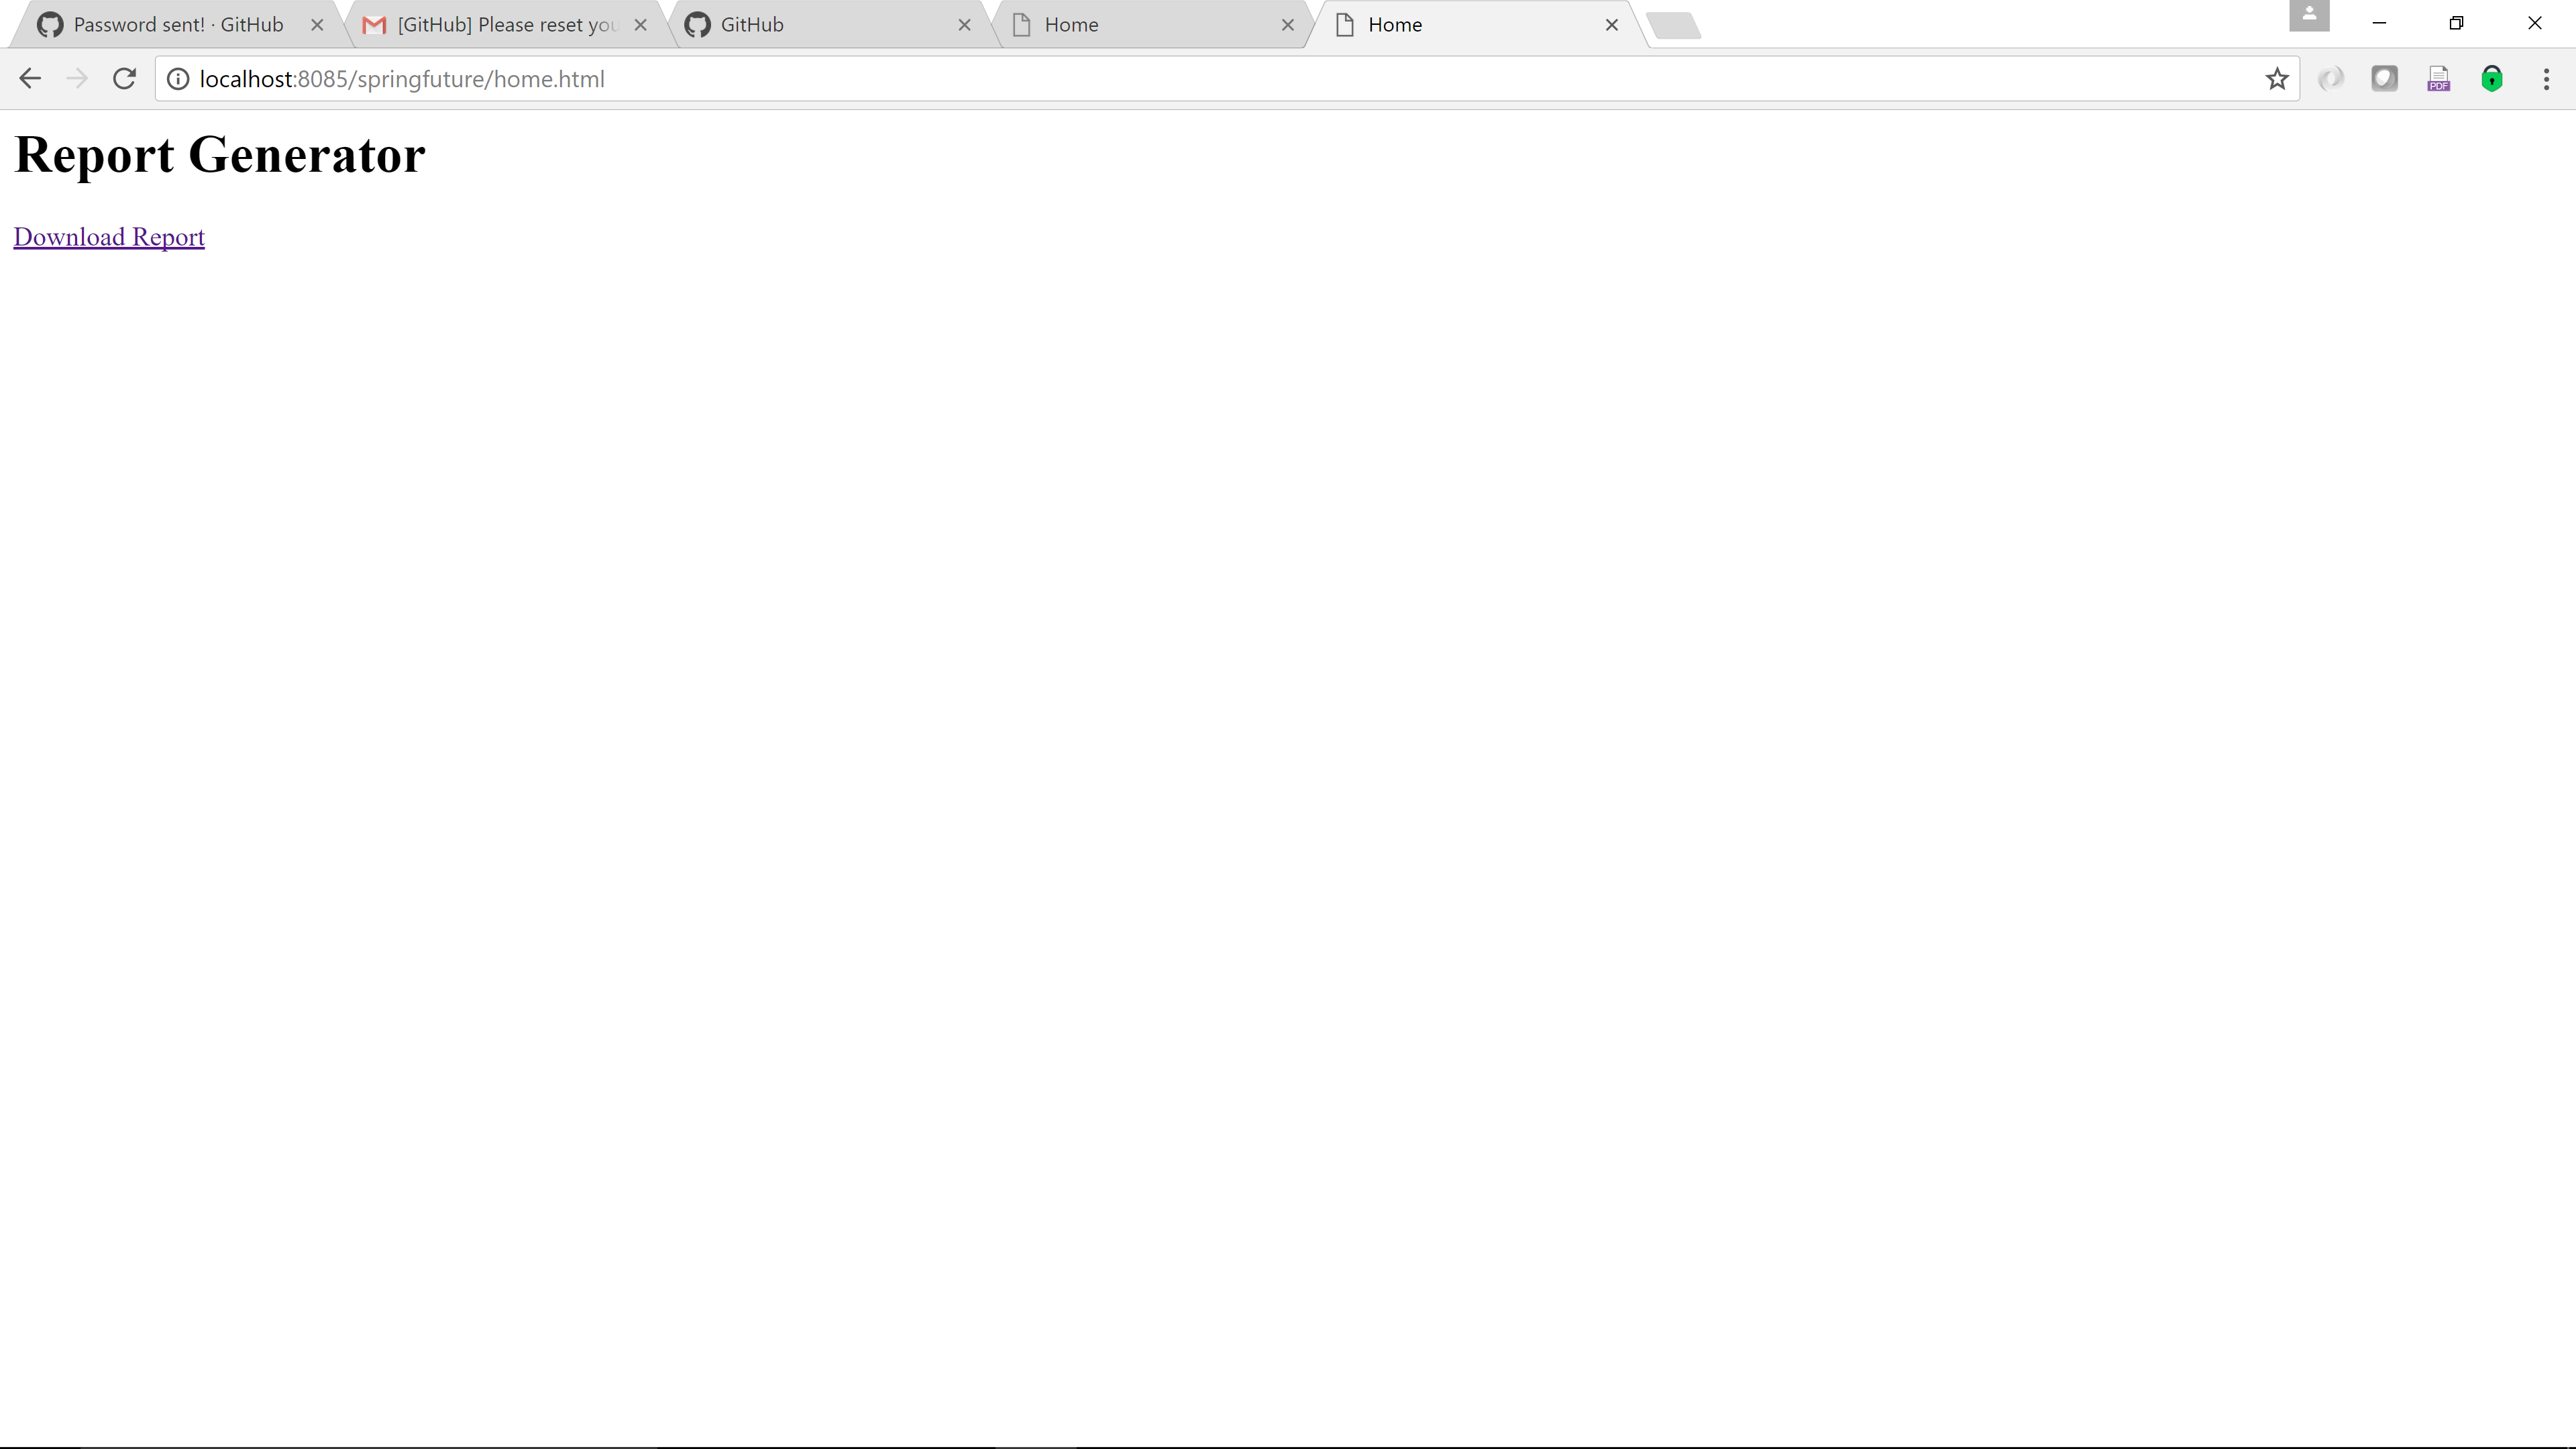 Password sent! · GitHub
[GitHub] Please reset you
GitHub
Home
Home
localhost:8085/springfuture/home.html
PDF
Report Generator
Download Report